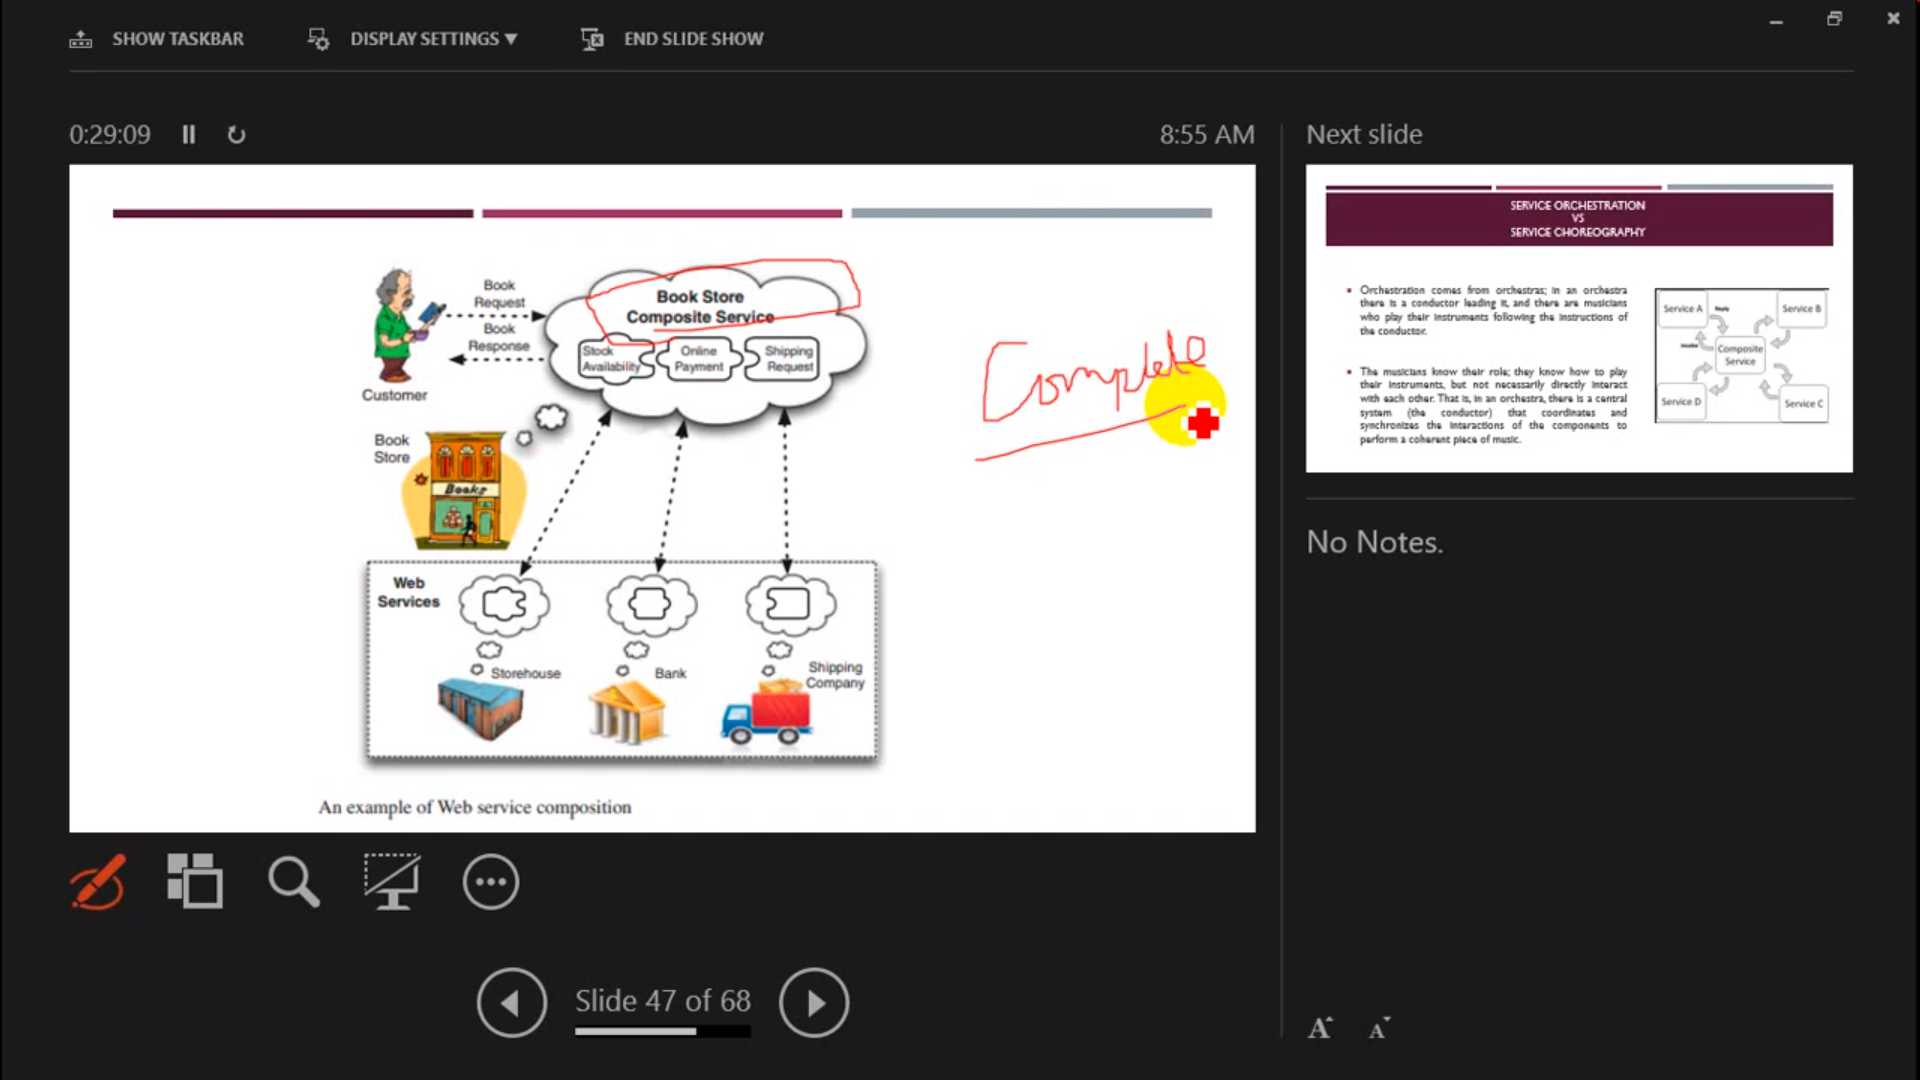 SHOW TASKBAR
DISPLAY SETTINGS ▼
END SLIDE SHOW
0:29:09
8:55 AM
Next slide
Book
Request
Book
Response
Customer
Book Store
Composite Service
Stock
Availability
Online
Payment
Shipping
Request
Complete
Book
Store
Books
Web
Services
Storehouse
Bank
Shipping
Company
An example of Web service composition
SERVICE ORCHESTRATION
VS
SERVICE CHOREOGRAPHY
Orchestration comes from orchestras; in an orchestra
there is a conductor leading it, and there are musicians
who play their instruments following the instructions of
the conductor.
The musicians know their role; they know how to play
their instruments, but not necessarily directly interact
with each other. That is, in an orchestra, there is a central
system (the conductor) that coordinates and
synchronizes the interactions of the components to
perform a coherent piece of music.
Service A
Reply
Service B
Invoke
Composite
Service
Service D
Service C
No Notes.
Slide 47 of 68
A A